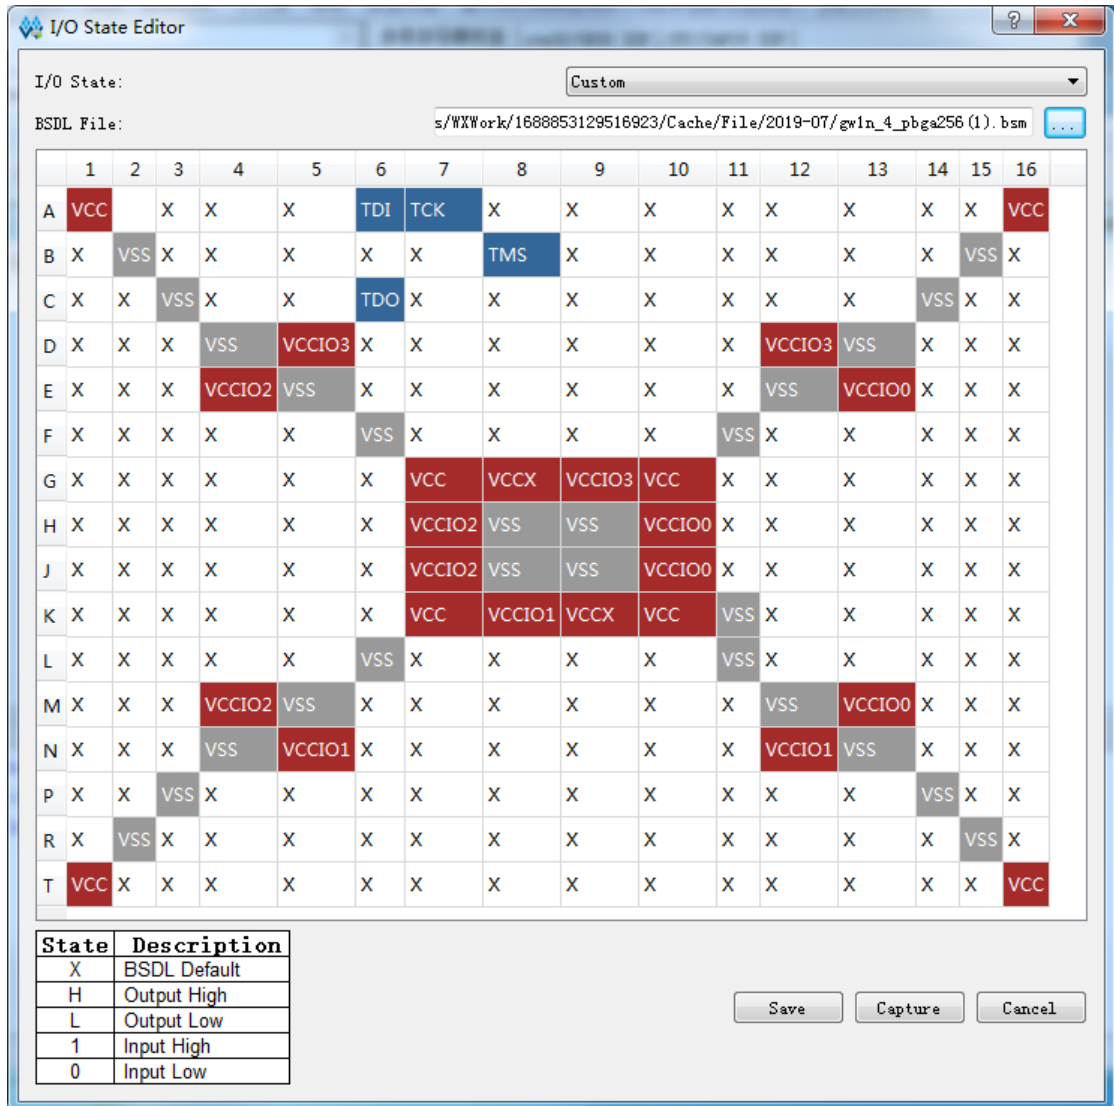 I/O State Editor
I/O State: Custom
BSDL File: s/WXWork/1688853129516923/Cache/File/2019-07/gw1n_4_pbga256(1).bsm ...
1 2 3 4 5 6 7 8 9 10 11 12 13 14 15 16
A VCC X X X TDI TCK X X X X X X X X VCC
B X VSS X X X X X TMS X X X X X X VSS X
C X X VSS X X TDO X X X X X X X VSS X X
D X X X VSS VCCIO3 X X X X X X VCCIO3 VSS X X X
E X X X VCCIO2 VSS X X X X X X VSS VCCIO0 X X X
F X X X X X VSS X X X X VSS X X X X X
G X X X X X X VCC VCCX VCCIO3 VCC X X X X X X
H X X X X X X VCCIO2 VSS VSS VCCIO0 X X X X X X
J X X X X X X VCCIO2 VSS VSS VCCIO0 X X X X X X
K X X X X X X VCC VCCIO1 VCCX VCC VSS X X X X X
L X X X X X VSS X X X X VSS X X X X X
M X X X VCCIO2 VSS X X X X X X VSS VCCIO0 X X X
N X X X VSS VCCIO1 X X X X X X VCCIO1 VSS X X X
P X X VSS X X X X X X X X X X VSS X X
R X VSS X X X X X X X X X X X X VSS X
T VCC X X X X X X X X X X X X X X VCC
State Description
X BSDL Default
H Output High
L Output Low
1 Input High
0 Input Low
Save Capture Cancel